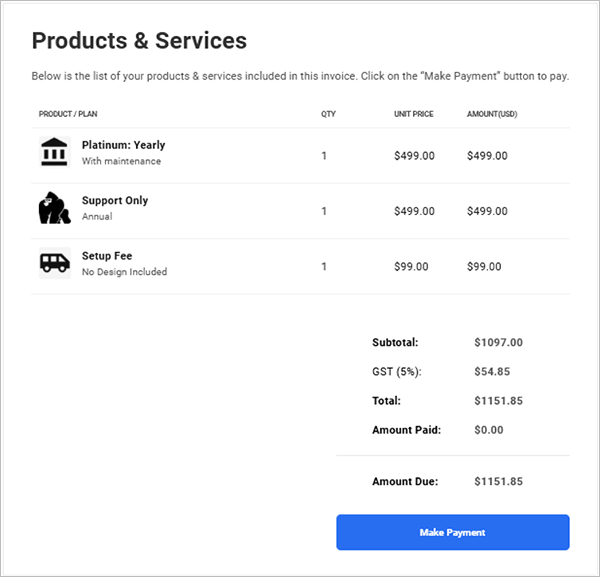 Products & Services
Below is the list of your products & services included in this invoice. Click on the “Make Payment” button to pay.
PRODUCT / PLAN QTY UNIT PRICE AMOUNT(USD)
Platinum: Yearly
With maintenance
1 $499.00 $499.00
Support Only
Annual
1 $499.00 $499.00
Setup Fee
No Design Included
1 $99.00 $99.00
Subtotal: $1097.00
GST (5%): $54.85
Total: $1151.85
Amount Paid: $0.00
Amount Due: $1151.85
Make Payment